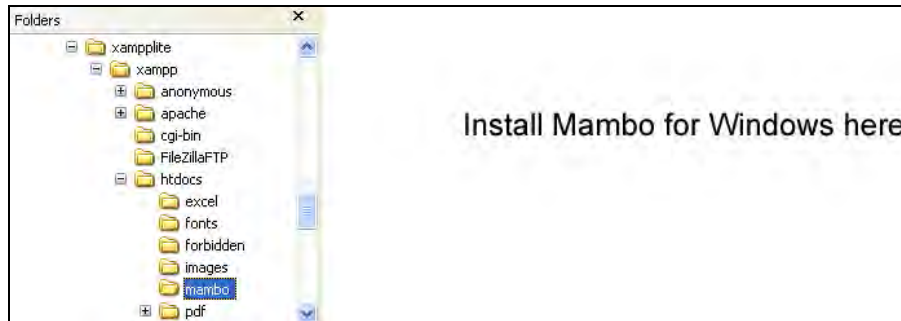 Folders
xampplite
xampp
anonymous
apache
cgi-bin
FileZillaFTP
htdocs
excel
fonts
forbidden
images
mambo
pdf
Install Mambo for Windows here